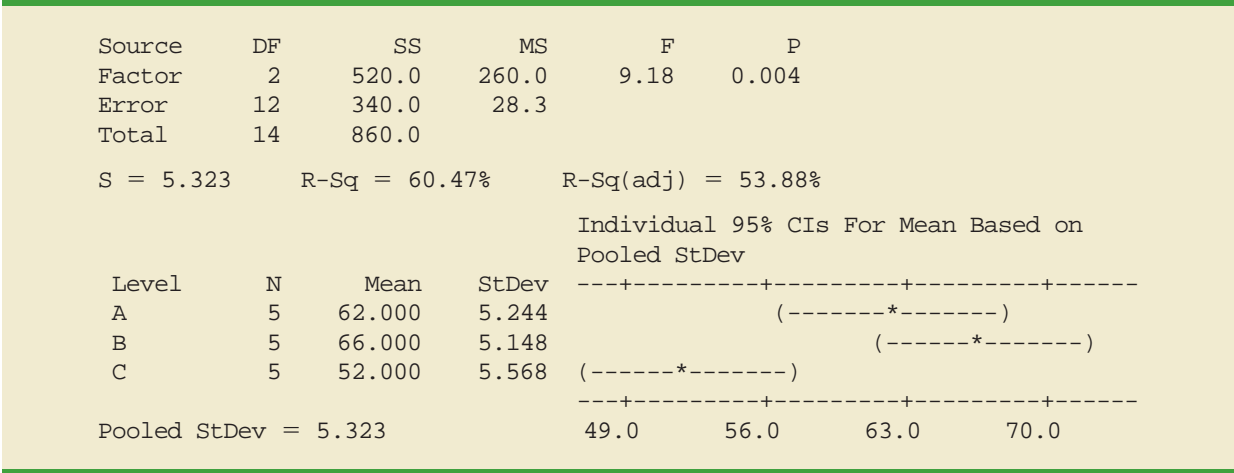 Source DF SS MS F P
Factor 2 520.0 260.0 9.18 0.004
Error 12 340.0 28.3
Total 14 860.0
S = 5.323 R-Sq = 60.47% R-Sq(adj) = 53.88%
Individual 95% CIs For Mean Based on
Pooled StDev
Level N Mean StDev ---+---------+---------+---------+------
A 5 62.000 5.244 (-------*-------)
B 5 66.000 5.148 (------*-------)
C 5 52.000 5.568 (------*-------)
---+---------+---------+---------+------
Pooled StDev = 5.323 49.0 56.0 63.0 70.0